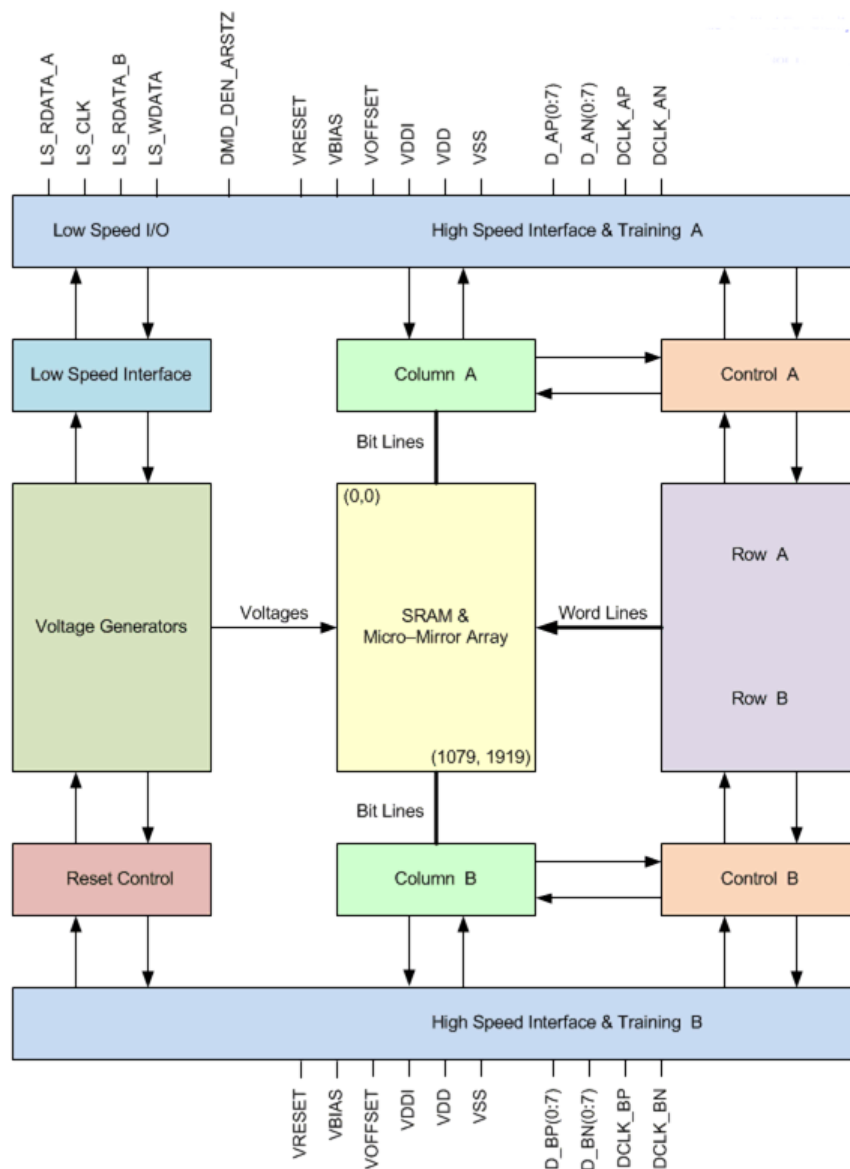 LS_RDATA_A
LS_CLK
LS_RDATA_B
LS_WDATA
DMD_DEN_ARSTZ
VRESET
VBIAS
VOFFSET
VDDI
VDD
VSS
D_AP(0:7)
D_AN(0:7)
DCLK_AP
DCLK_AN
Low Speed I/O
High Speed Interface & Training A
Low Speed Interface
Column A
Control A
Bit Lines
(0,0)
Row A
Voltage Generators
Voltages
SRAM &
Micro–Mirror Array
Word Lines
Row B
(1079, 1919)
Bit Lines
Reset Control
Column B
Control B
High Speed Interface & Training B
VRESET
VBIAS
VOFFSET
VDDI
VDD
VSS
D_BP(0:7)
D_BN(0:7)
DCLK_BP
DCLK_BN